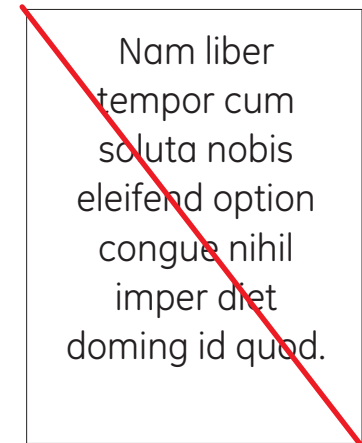 Nam liber
tempor cum
soluta nobis
eleifend option
congue nihil
imper diet
doming id quod.